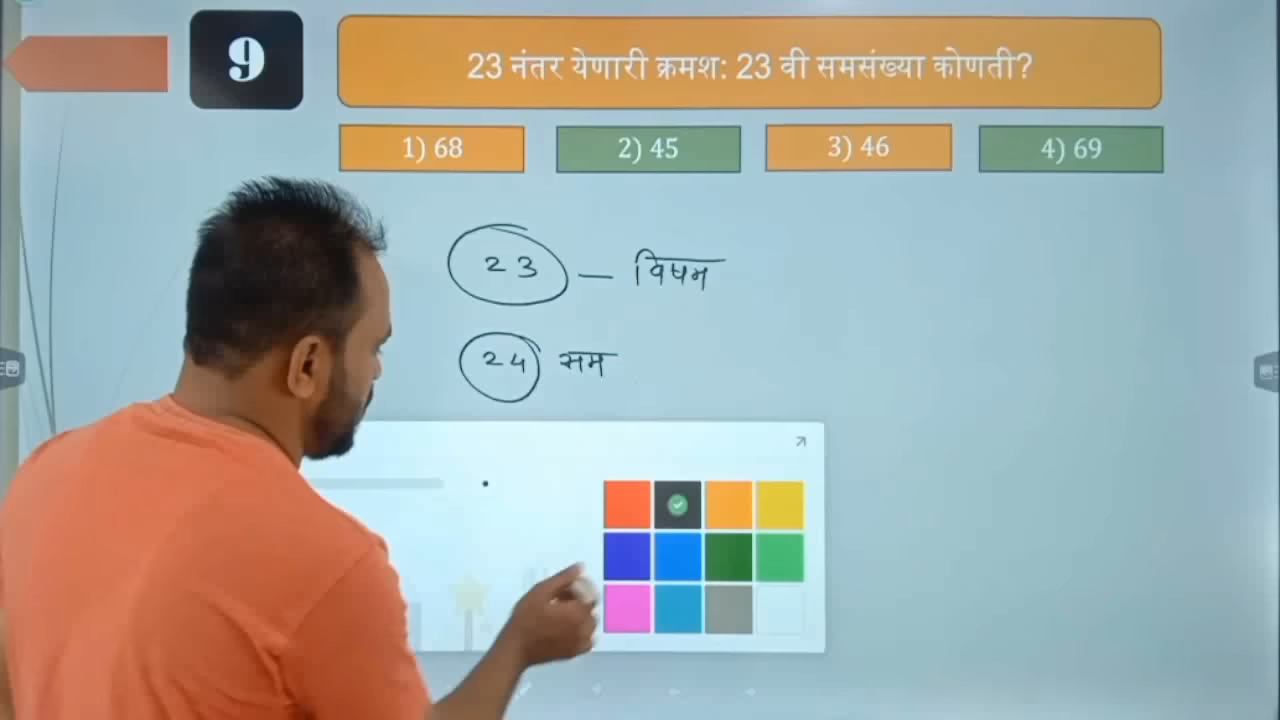 9
23 नंतर येणारी क्रमश: 23 वी समसंख्या कोणती?
1) 68
2) 45
3) 46
4) 69
23 — विषम
24 सम